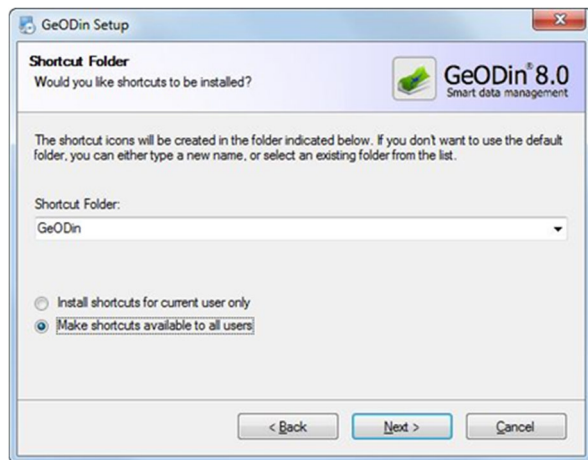 GeODin Setup
Shortcut Folder
Would you like shortcuts to be installed?
GeODin® 8.0
Smart data management
The shortcut icons will be created in the folder indicated below. If you don't want to use the default
folder, you can either type a new name, or select an existing folder from the list.
Shortcut Folder:
GeODin
Install shortcuts for current user only
Make shortcuts available to all users
< Back
Next >
Cancel